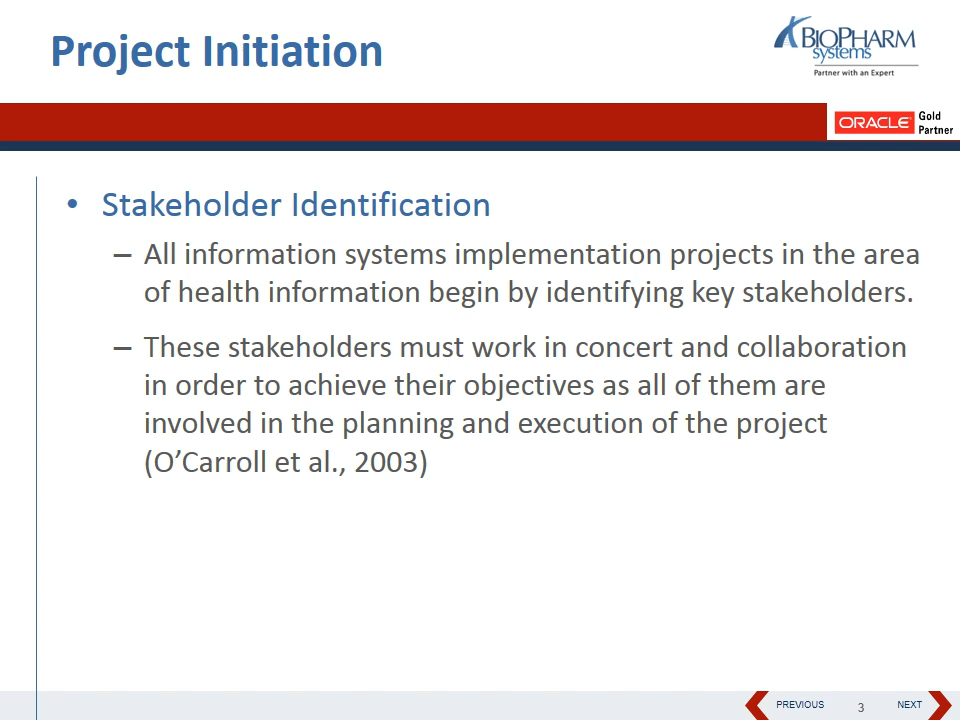 Project Initiation
BIOPHARM
systems
Partner with an Expert
ORACLE
Gold
Partner
• Stakeholder Identification
– All information systems implementation projects in the area
of health information begin by identifying key stakeholders.
– These stakeholders must work in concert and collaboration
in order to achieve their objectives as all of them are
involved in the planning and execution of the project
(O’Carroll et al., 2003)
PREVIOUS 3 NEXT